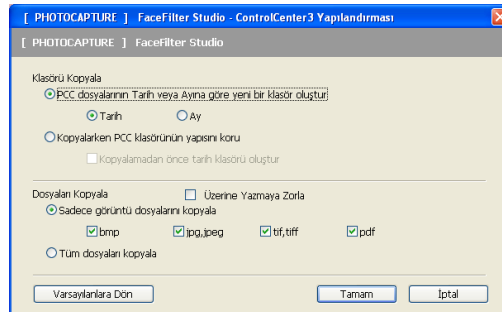 [ PHOTOCAPTURE ] FaceFilter Studio - ControlCenter3 Yapılandırması
[ PHOTOCAPTURE ] FaceFilter Studio
Klasörü Kopyala
PCC dosyalarının Tarih veya Ayına göre yeni bir klasör oluştur
Tarih Ay
Kopyalarken PCC klasörünün yapısını koru
Kopyalamadan önce tarih klasörü oluştur
Dosyaları Kopyala Üzerine Yazmaya Zorla
Sadece görüntü dosyalarını kopyala
bmp jpg,jpeg tif,tiff pdf
Tüm dosyaları kopyala
Varsayılanlara Dön Tamam İptal